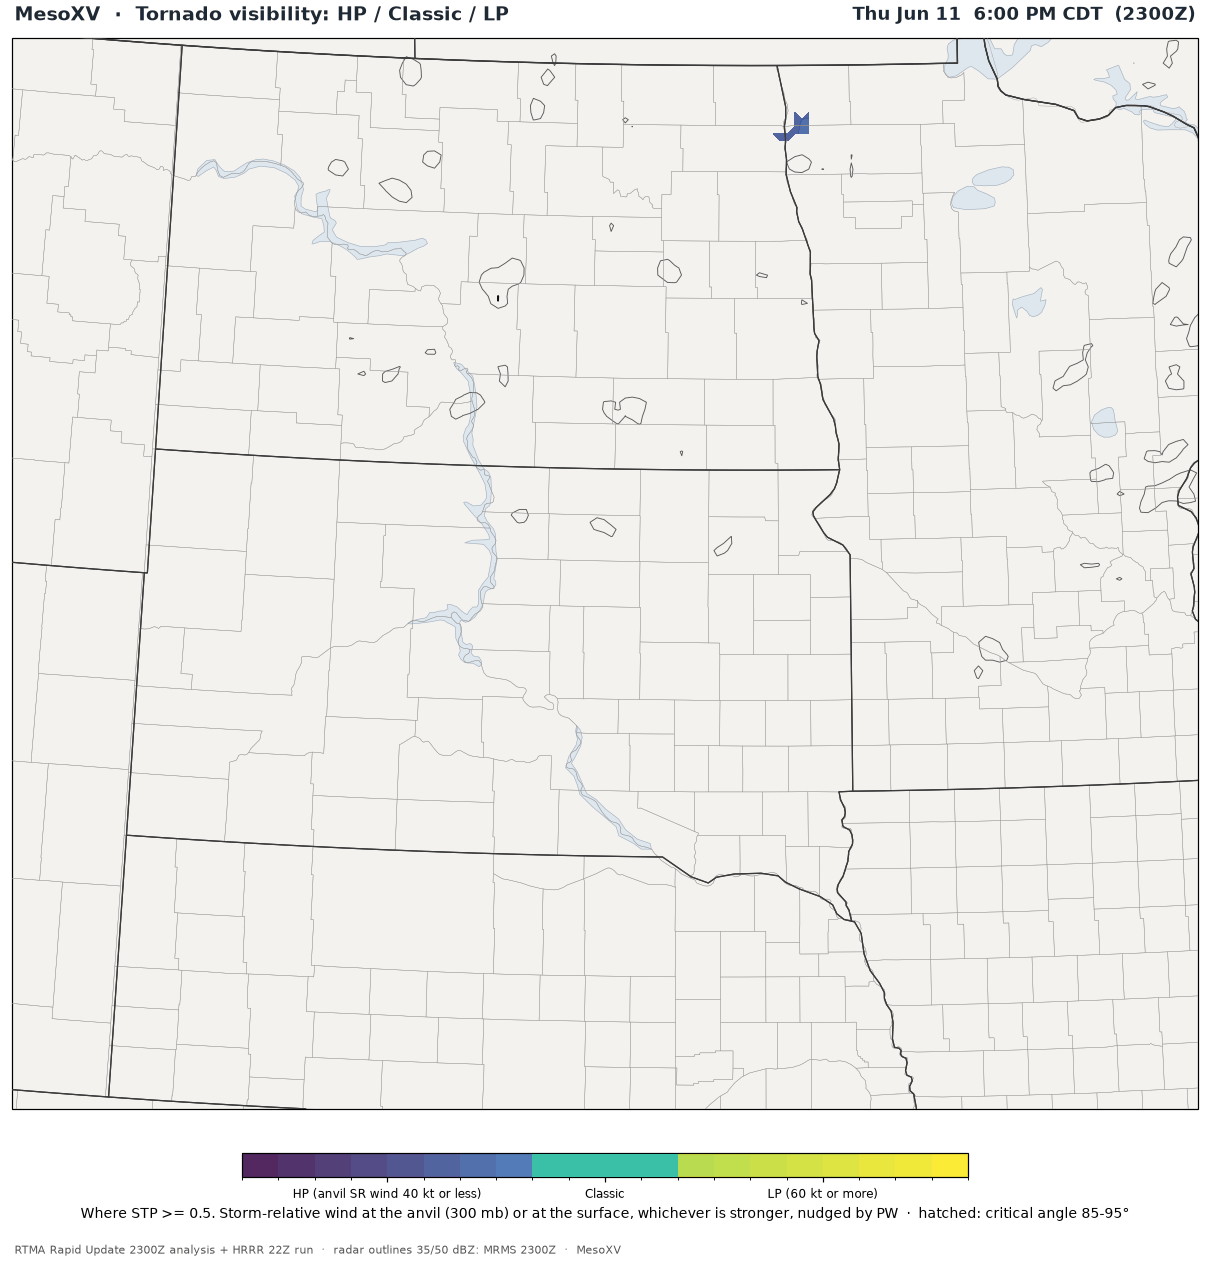 MesoXV · Tornado visibility: HP / Classic / LP
Thu Jun 11 6:00 PM CDT (2300Z)
HP (anvil SR wind 40 kt or less)
Classic
LP (60 kt or more)
Where STP >= 0.5. Storm-relative wind at the anvil (300 mb) or at the surface, whichever is stronger, nudged by PW · hatched: critical angle 85-95°
RTMA Rapid Update 2300Z analysis + HRRR 22Z run · radar outlines 35/50 dBZ: MRMS 2300Z · MesoXV